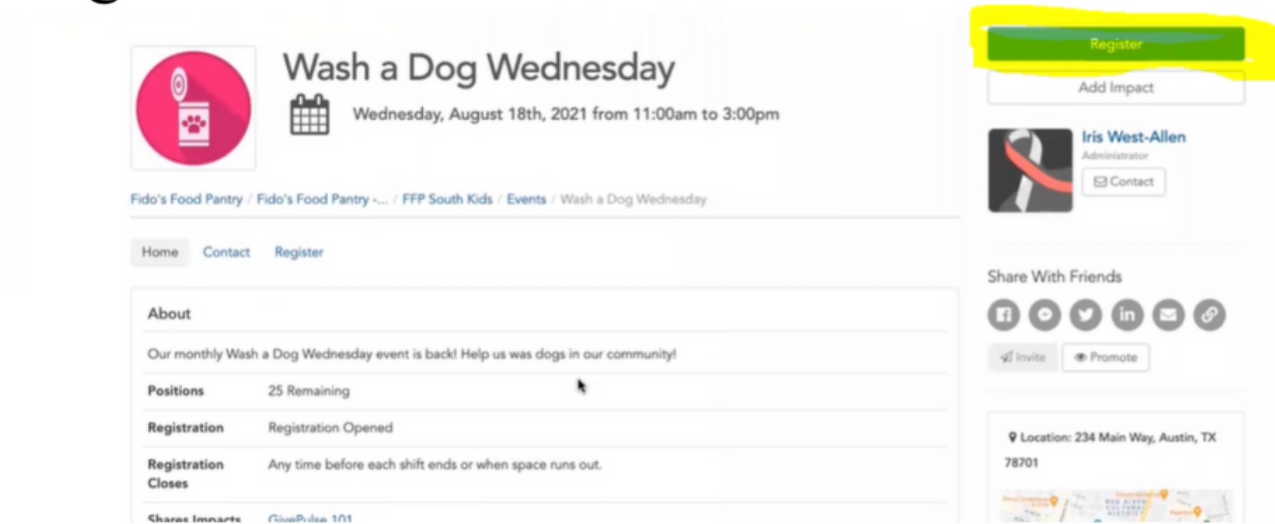 Register
Wash a Dog Wednesday
Wednesday, August 18th, 2021 from 11:00am to 3:00pm
Add Impact
Iris West-Allen
Administrator
Contact
Fido's Food Pantry / Fido's Food Pantry -... / FFP South Kids / Events / Wash a Dog Wednesday
Home Contact Register
Share With Friends
About
Our monthly Wash a Dog Wednesday event is back! Help us was dogs in our community!
Invite Promote
Positions 25 Remaining
Registration Registration Opened
Location: 234 Main Way, Austin, TX
78701
Registration Any time before each shift ends or when space runs out.
Closes
Shares Impacts GivePulse 101